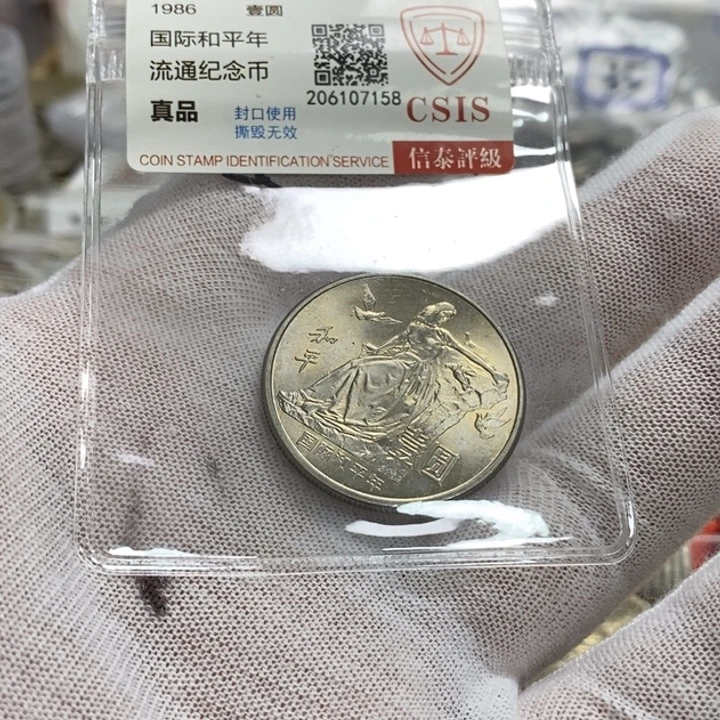 1986 壹圆
国际和平年
流通纪念币
真品
封口使用
撕毁无效
206107158
CSIS
COIN STAMP IDENTIFICATION SERVICE
信泰評級
和平
壹圆
国际和平年